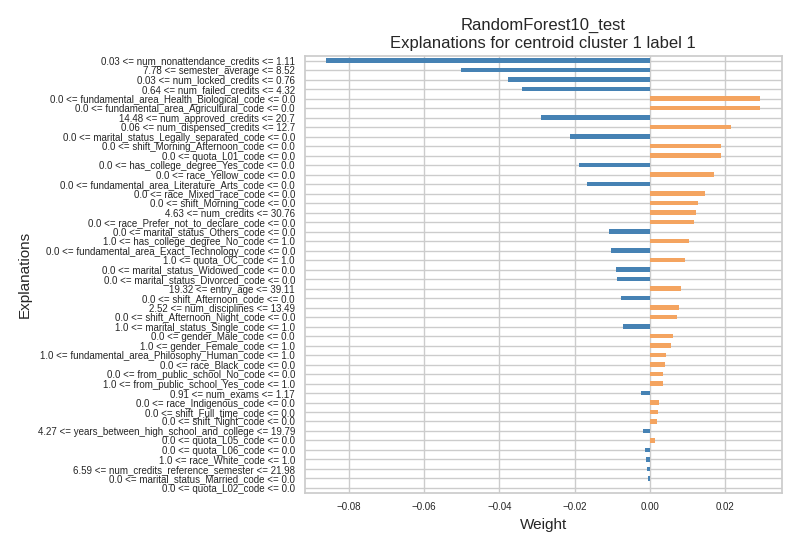 RandomForest10_test
Explanations for centroid cluster 1 label 1
0.03 <= num_nonattendance_credits <= 1.11
7.78 <= semester_average <= 8.52
0.03 <= num_locked_credits <= 0.76
0.64 <= num_failed_credits <= 4.32
0.0 <= fundamental_area_Health_Biological_code <= 0.0
0.0 <= fundamental_area_Agricultural_code <= 0.0
14.48 <= num_approved_credits <= 20.7
0.06 <= num_dispensed_credits <= 12.7
0.0 <= marital_status_Legally_separated_code <= 0.0
0.0 <= shift_Morning_Afternoon_code <= 0.0
0.0 <= quota_L01_code <= 0.0
0.0 <= has_college_degree_Yes_code <= 0.0
0.0 <= race_Yellow_code <= 0.0
0.0 <= fundamental_area_Literature_Arts_code <= 0.0
0.0 <= race_Mixed_race_code <= 0.0
0.0 <= shift_Morning_code <= 0.0
4.63 <= num_credits <= 30.76
0.0 <= race_Prefer_not_to_declare_code <= 0.0
0.0 <= marital_status_Others_code <= 0.0
1.0 <= has_college_degree_No_code <= 1.0
0.0 <= fundamental_area_Exact_Technology_code <= 0.0
1.0 <= quota_OC_code <= 1.0
0.0 <= marital_status_Widowed_code <= 0.0
0.0 <= marital_status_Divorced_code <= 0.0
19.32 <= entry_age <= 39.11
0.0 <= shift_Afternoon_code <= 0.0
2.52 <= num_disciplines <= 13.49
0.0 <= shift_Afternoon_Night_code <= 0.0
1.0 <= marital_status_Single_code <= 1.0
0.0 <= gender_Male_code <= 0.0
1.0 <= gender_Female_code <= 1.0
1.0 <= fundamental_area_Philosophy_Human_code <= 1.0
0.0 <= race_Black_code <= 0.0
0.0 <= from_public_school_No_code <= 0.0
1.0 <= from_public_school_Yes_code <= 1.0
0.91 <= num_exams <= 1.17
0.0 <= race_Indigenous_code <= 0.0
0.0 <= shift_Full_time_code <= 0.0
0.0 <= shift_Night_code <= 0.0
4.27 <= years_between_high_school_and_college <= 19.79
0.0 <= quota_L05_code <= 0.0
0.0 <= quota_L06_code <= 0.0
1.0 <= race_White_code <= 1.0
6.59 <= num_credits_reference_semester <= 21.98
0.0 <= marital_status_Married_code <= 0.0
0.0 <= quota_L02_code <= 0.0
Explanations
−0.08 −0.06 −0.04 −0.02 0.00 0.02
Weight